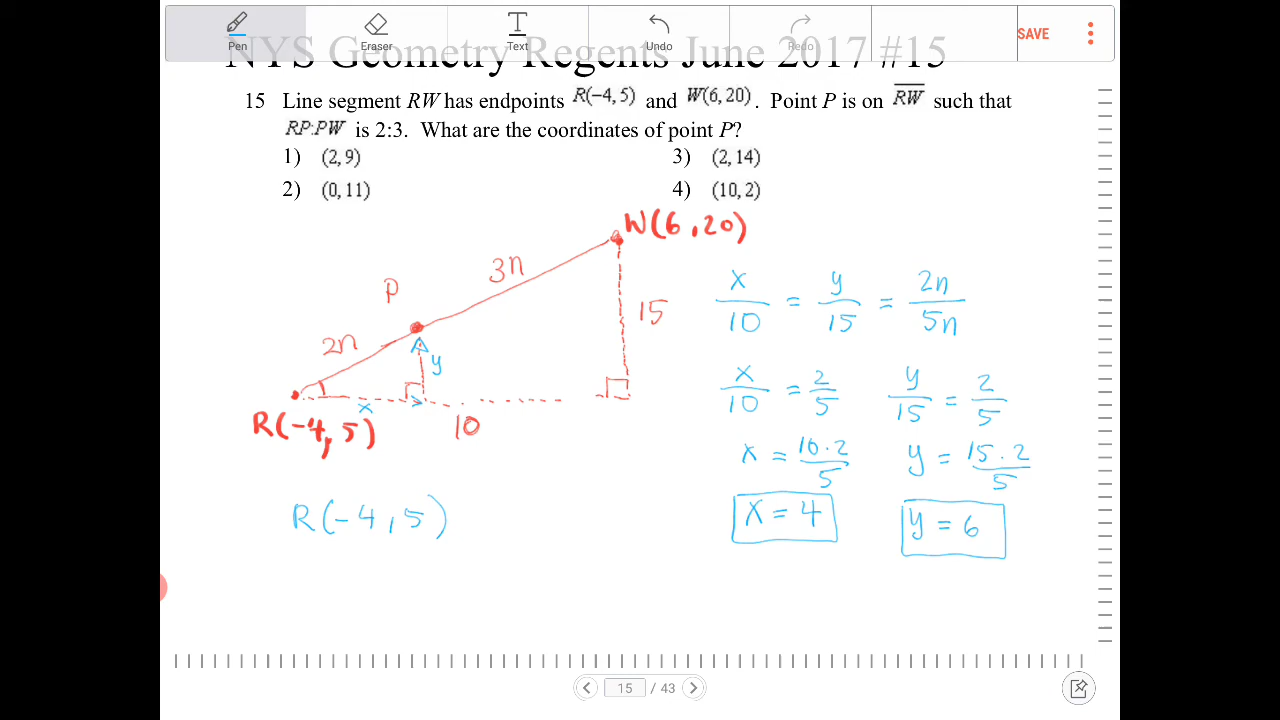 Pen Eraser Text Undo Redo SAVE
NYS Geometry Regents June 2017 #15
15 Line segment RW has endpoints R(−4, 5) and W(6, 20). Point P is on RW such that
RP:PW is 2:3. What are the coordinates of point P?
1) (2, 9)
2) (0, 11)
3) (2, 14)
4) (10, 2)
W(6, 20)
3n
P
15
2n
y
x
10
R(-4, 5)
R(-4, 5)
x/10 = y/15 = 2n/5n
x/10 = 2/5
x = 10·2/5
x = 4
y/15 = 2/5
y = 15·2/5
y = 6
15 / 43